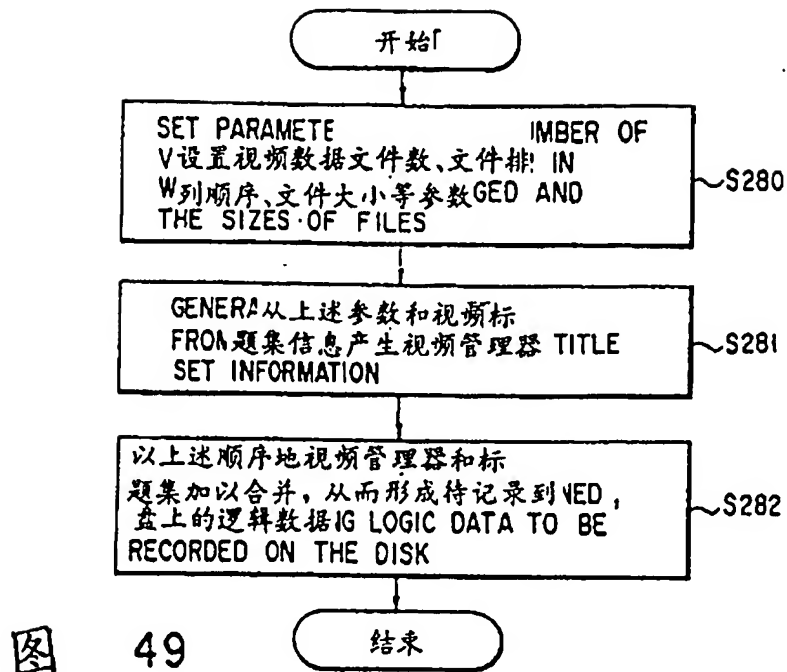 开始
SET PARAMETE IMBER OF
V设置视频数据文件数、文件排! IN
W列顺序、文件大小等参数GED AND
THE SIZES OF FILES
S280
GENERA从上述参数和视频标
FROM题集信息产生视频管理器 TITLE
SET INFORMATION
S281
以上述顺序地视频管理器和标
题集加以合并，从而形成待记录到NED,
盘上的逻辑数据IG LOGIC DATA TO BE
RECORDED ON THE DISK
S282
结束
图 49